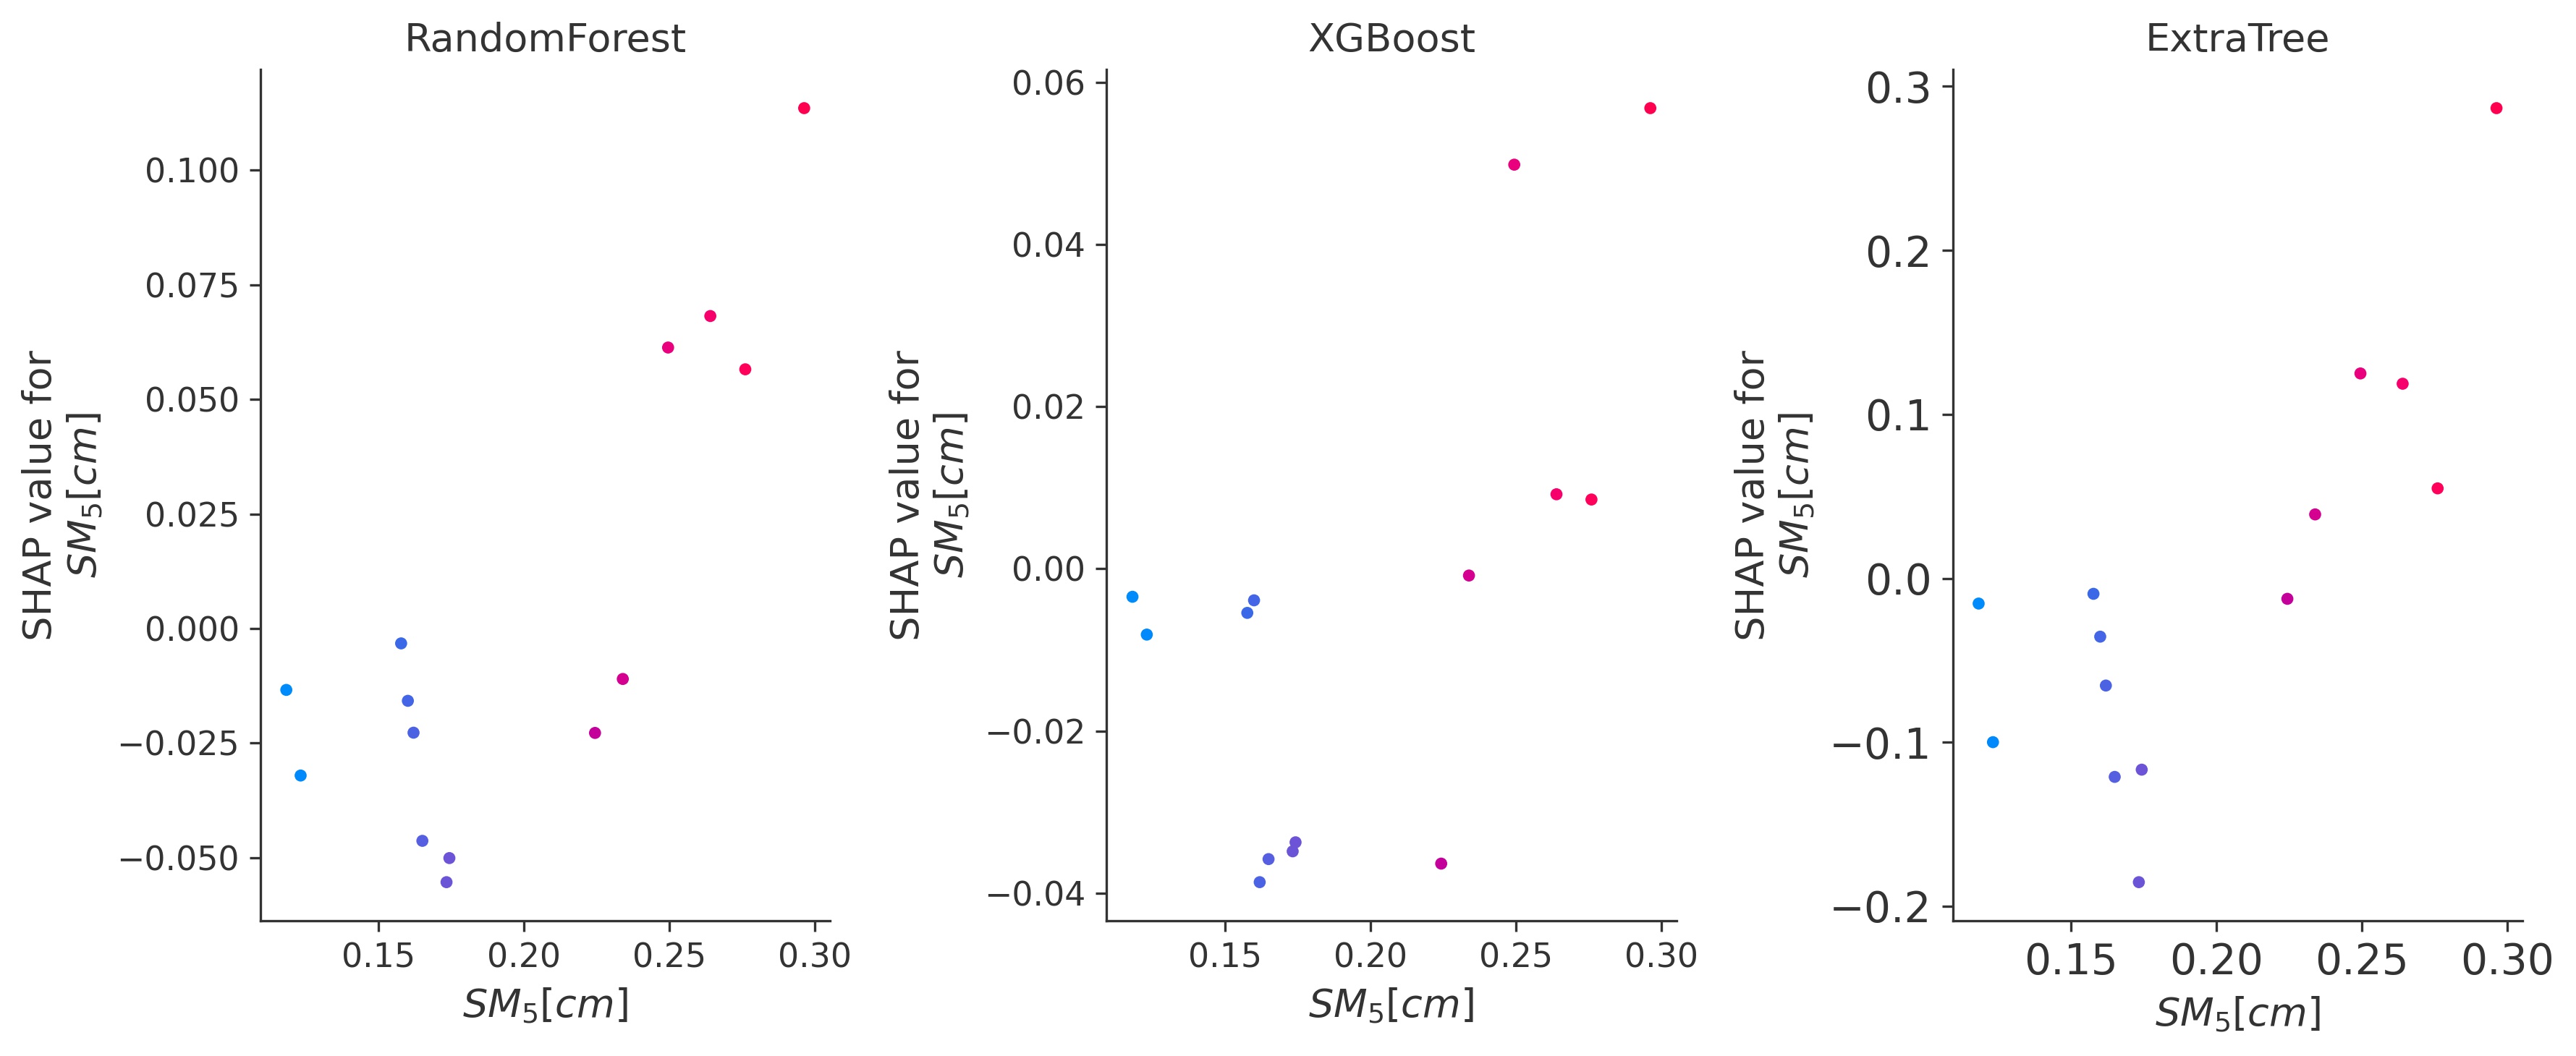 RandomForest
0.100
0.075
0.050
0.025
0.000
−0.025
−0.050
SHAP value for
SM₅[cm]
0.15 0.20 0.25 0.30
SM₅[cm]
XGBoost
0.06
0.04
0.02
0.00
−0.02
−0.04
SHAP value for
SM₅[cm]
0.15 0.20 0.25 0.30
SM₅[cm]
ExtraTree
0.3
0.2
0.1
0.0
−0.1
−0.2
SHAP value for
SM₅[cm]
0.15 0.20 0.25 0.30
SM₅[cm]